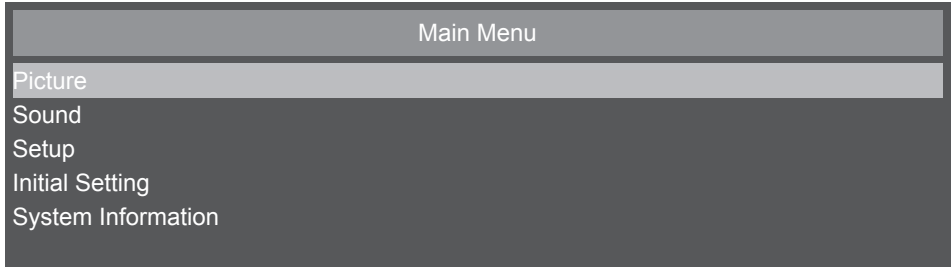 Main Menu
Picture
Sound
Setup
Initial Setting
System Information